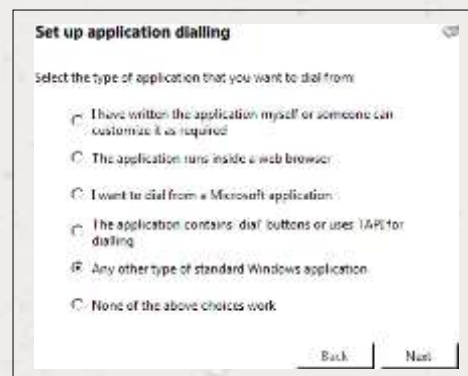 Set up application dialling
Select the type of application that you want to dial from:
I have written the application myself or someone can
customize it as required
The application runs inside a web browser
I want to dial from a Microsoft application
The application contains 'dial' buttons or uses TAPI for
dialling
Any other type of standard Windows application
None of the above choices work
Back Next